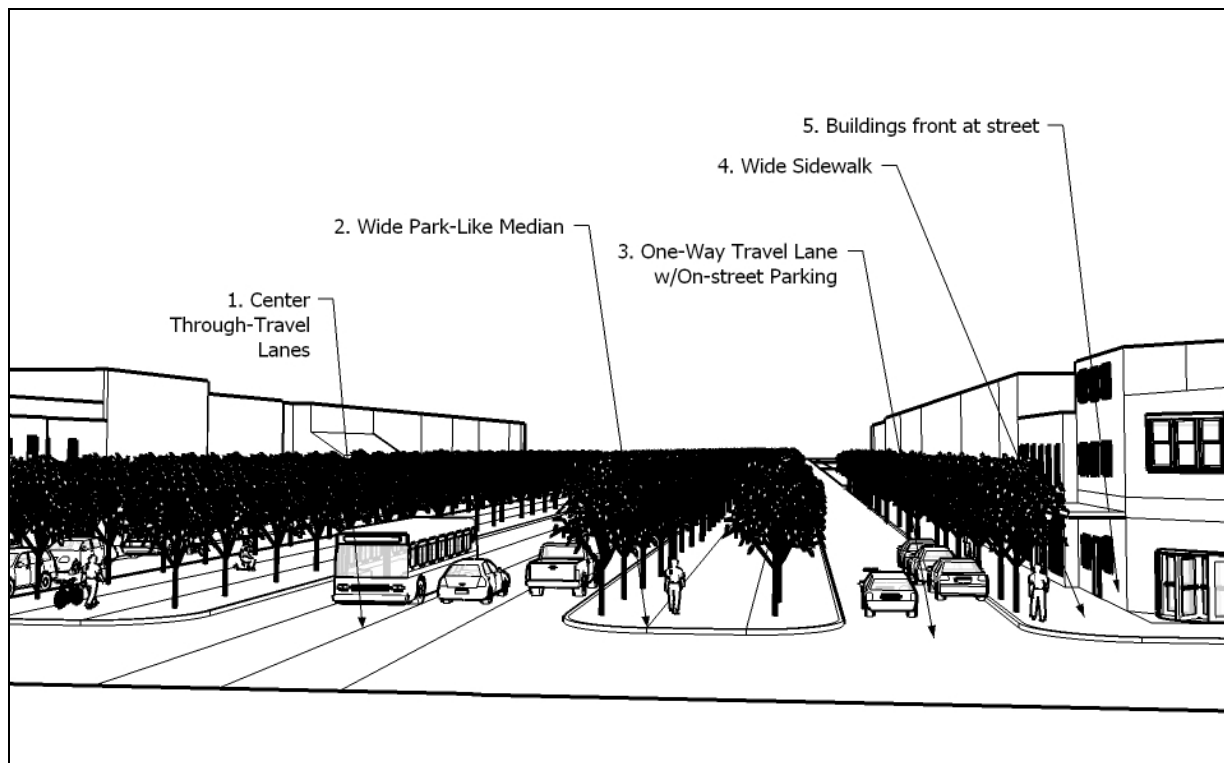 5. Buildings front at street
4. Wide Sidewalk
2. Wide Park-Like Median
3. One-Way Travel Lane
w/On-street Parking
1. Center
Through-Travel
Lanes